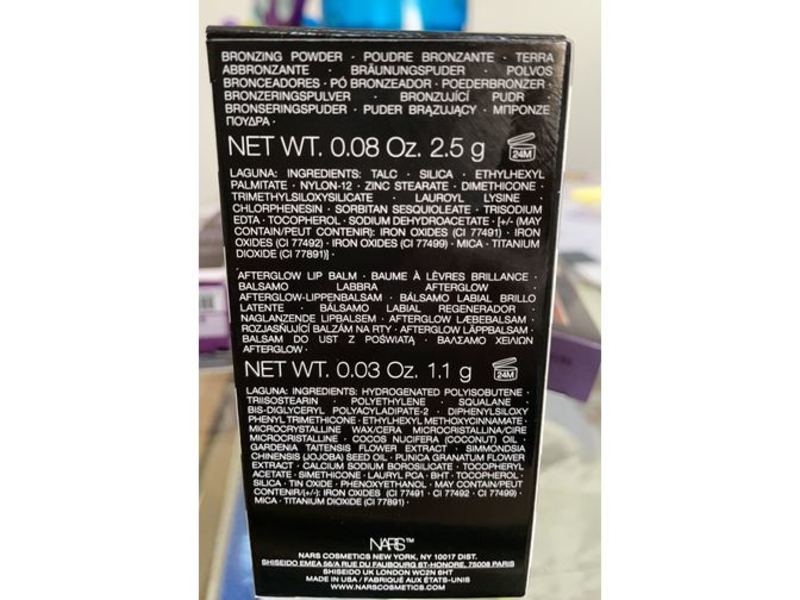 BRONZING POWDER · POUDRE BRONZANTE · TERRA
ABBRONZANTE · BRÄUNUNGSPUDER · POLVOS
BRONCEADORES · PÓ BRONZEADOR · POEDERBRONZER ·
BRONZERINGSPULVER · BRONZUJÍCÍ PUDR ·
BRONSERINGSPUDER · PUDER BRĄZUJĄCY · ΜΠΡΟΝΖΕ
ΠΟΥΔΡΑ ·
NET WT. 0.08 Oz. 2.5 g 24M
LAGUNA: INGREDIENTS: TALC · SILICA · ETHYLHEXYL
PALMITATE · NYLON-12 · ZINC STEARATE · DIMETHICONE ·
TRIMETHYLSILOXYSILICATE · LAUROYL LYSINE ·
CHLORPHENESIN · SORBITAN SESQUIOLEATE · TRISODIUM
EDTA · TOCOPHEROL · SODIUM DEHYDROACETATE · [+/- (MAY
CONTAIN/PEUT CONTENIR): IRON OXIDES (CI 77491) · IRON
OXIDES (CI 77492) · IRON OXIDES (CI 77499) · MICA · TITANIUM
DIOXIDE (CI 77891)] ·
AFTERGLOW LIP BALM · BAUME À LÈVRES BRILLANCE ·
BALSAMO LABBRA AFTERGLOW ·
AFTERGLOW-LIPPENBALSAM · BÁLSAMO LABIAL BRILLO
LATENTE · BÁLSAMO LABIAL REGENERADOR ·
NAGLANZENDE LIPBALSEM · AFTERGLOW LÆBEBALSAM ·
ROZJASŇUJÍCÍ BALZÁM NA RTY · AFTERGLOW LÄPPBALSAM ·
BALSAM DO UST Z POŚWIATĄ · ΒΑΛΣΑΜΟ ΧΕΙΛΙΩΝ
AFTERGLOW ·
NET WT. 0.03 Oz. 1.1 g 24M
LAGUNA: INGREDIENTS: HYDROGENATED POLYISOBUTENE ·
TRIISOSTEARIN · POLYETHYLENE · SQUALANE ·
BIS-DIGLYCERYL POLYACYLADIPATE-2 · DIPHENYLSILOXY
PHENYL TRIMETHICONE · ETHYLHEXYL METHOXYCINNAMATE ·
MICROCRYSTALLINE WAX/CERA MICROCRISTALLINA/CIRE
MICROCRISTALLINE · COCOS NUCIFERA (COCONUT) OIL ·
GARDENIA TAITENSIS FLOWER EXTRACT · SIMMONDSIA
CHINENSIS (JOJOBA) SEED OIL · PUNICA GRANATUM FLOWER
EXTRACT · CALCIUM SODIUM BOROSILICATE · TOCOPHERYL
ACETATE · SIMETHICONE · LAURYL PCA · BHT · TOCOPHEROL ·
SILICA · TIN OXIDE · PHENOXYETHANOL · MAY CONTAIN/PEUT
CONTENIR/(+/-): IRON OXIDES (CI 77491 · CI 77492 · CI 77499) ·
MICA · TITANIUM DIOXIDE (CI 77891) ·
NARS™
NARS COSMETICS NEW YORK, NY 10017 DIST.
SHISEIDO EMEA 56/A RUE DU FAUBOURG ST-HONORE, 75008 PARIS
SHISEIDO UK LONDON WC2N 6HT
MADE IN USA / FABRIQUÉ AUX ÉTATS-UNIS
WWW.NARSCOSMETICS.COM